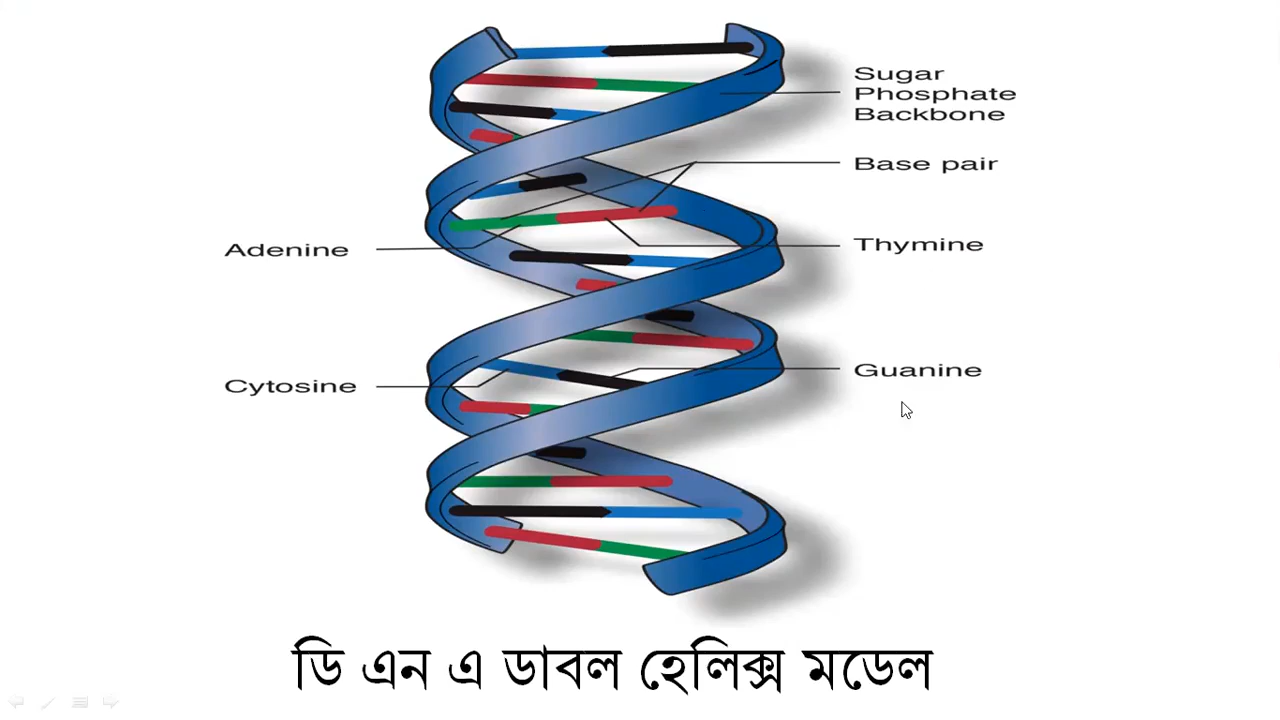 Sugar
Phosphate
Backbone
Base pair
Adenine
Thymine
Cytosine
Guanine
ডি এন এ ডাবল হেলিক্স মডেল